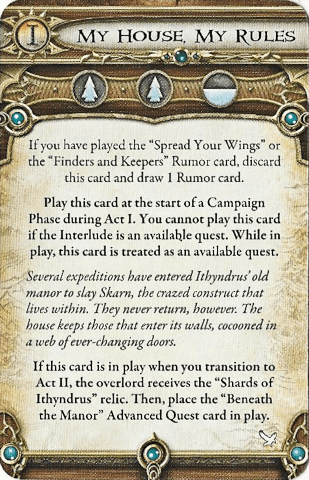 I
My House, My Rules
If you have played the “Spread Your Wings” or
the “Finders and Keepers” Rumor card, discard
this card and draw 1 Rumor card.
Play this card at the start of a Campaign
Phase during Act I. You cannot play this card
if the Interlude is an available quest. While in
play, this card is treated as an available quest.
Several expeditions have entered Ithyndrus’ old
manor to slay Skarn, the crazed construct that
lives within. They never return, however. The
house keeps those that enter its walls, cocooned in
a web of ever-changing doors.
If this card is in play when you transition to
Act II, the overlord receives the “Shards of
Ithyndrus” relic. Then, place the “Beneath
the Manor” Advanced Quest card in play.